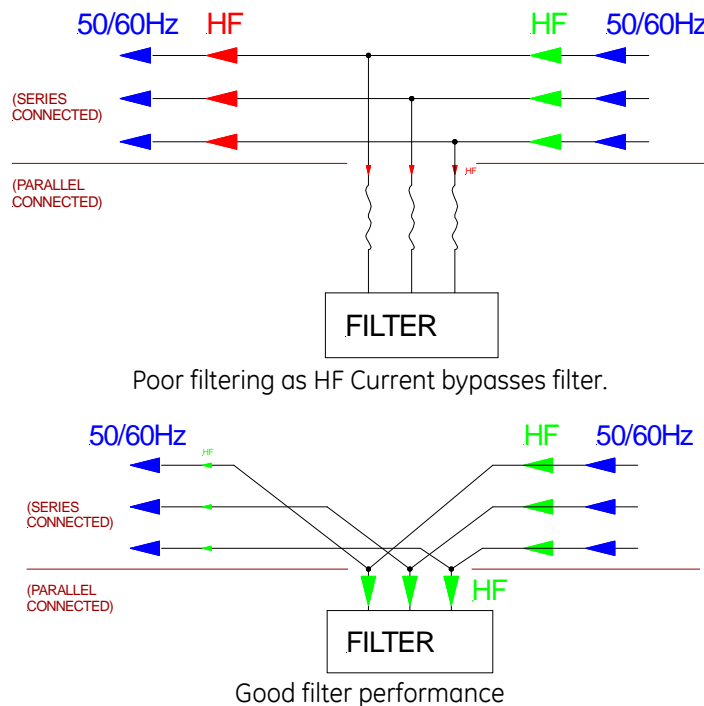 50/60Hz HF HF 50/60Hz
(SERIES
CONNECTED)
(PARALLEL
CONNECTED)
HF
FILTER
Poor filtering as HF Current bypasses filter.
50/60Hz HF HF 50/60Hz
(SERIES
CONNECTED)
(PARALLEL
CONNECTED)
HF
FILTER
Good filter performance